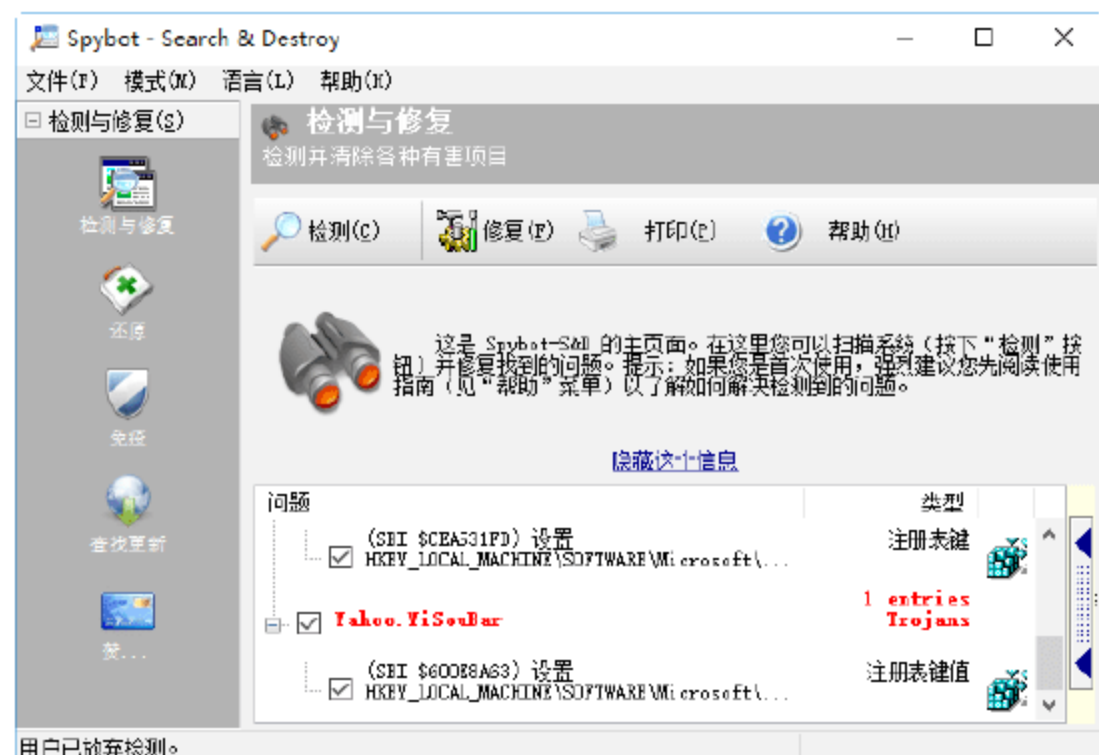 Spybot - Search & Destroy
文件(F) 模式(M) 语言(L) 帮助(H)
检测与修复(S)
检测与修复
检测并清除各种有害项目
检测与修复
还原
免疫
查找更新
赞...
检测(C) 修复(F) 打印(P) 帮助(H)
这是 Spybot-S&D 的主页面。在这里您可以扫描系统（按下“检测”按
钮）并修复找到的问题。提示：如果您是首次使用，强烈建议您先阅读使用
指南（见“帮助”菜单）以了解如何解决检测到的问题。
隐藏这个信息
问题 类型
(SBI $CEA531FD) 设置 注册表键
HKEY_LOCAL_MACHINE\SOFTWARE\Microsoft\...
Yahoo.YiSouBar 1 entries
Trojans
(SBI $600E8A63) 设置 注册表键值
HKEY_LOCAL_MACHINE\SOFTWARE\Microsoft\...
用户已放弃检测。